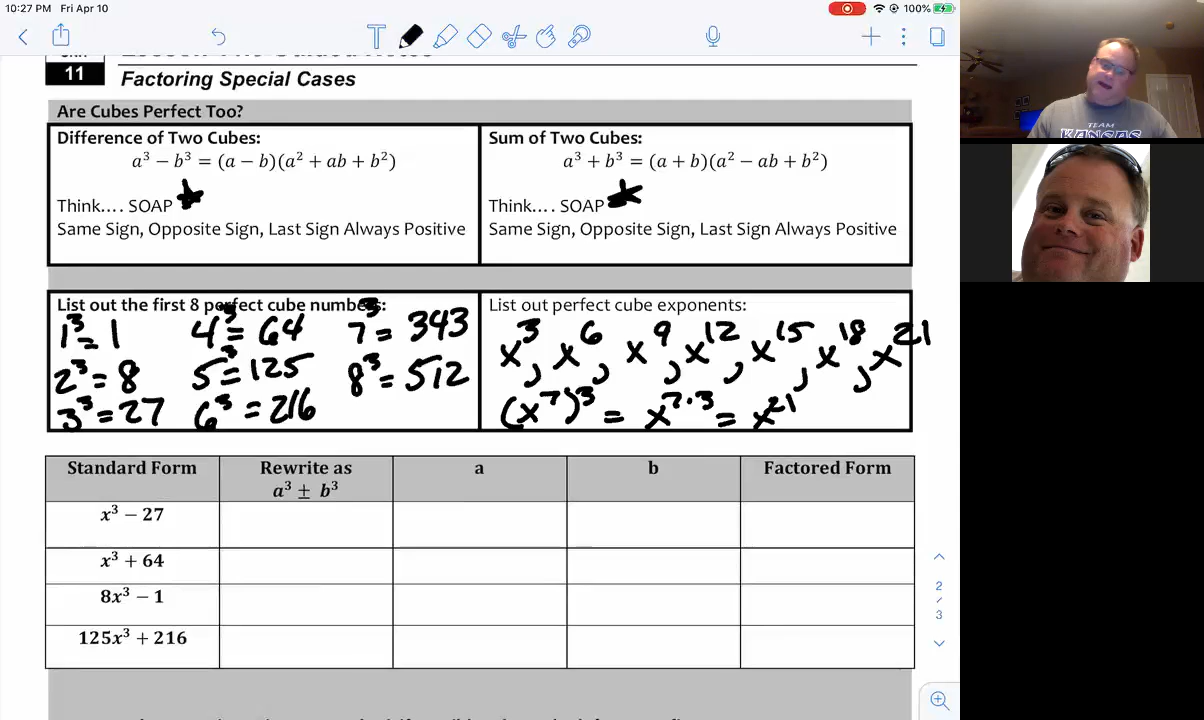 10:27 PM Fri Apr 10
100%
11
Factoring Special Cases
Are Cubes Perfect Too?
Difference of Two Cubes:
a³ − b³ = (a − b)(a² + ab + b²)
Think.... SOAP
Same Sign, Opposite Sign, Last Sign Always Positive
Sum of Two Cubes:
a³ + b³ = (a + b)(a² − ab + b²)
Think.... SOAP
Same Sign, Opposite Sign, Last Sign Always Positive
List out the first 8 perfect cube numbers:
1³ = 1 4³ = 64 7³ = 343
2³ = 8 5³ = 125 8³ = 512
3³ = 27 6³ = 216
List out perfect cube exponents:
x³, x⁶, x⁹, x¹², x¹⁵, x¹⁸, x²¹
(x⁷)³ = x⁷·³ = x²¹
Standard Form Rewrite as a b Factored Form
a³ ± b³
x³ − 27
x³ + 64
8x³ − 1
125x³ + 216
2
/
3
TEAM
KANSAS